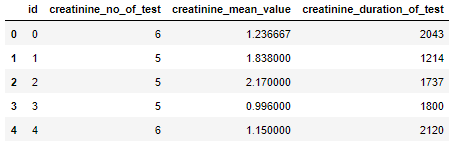 id creatinine_no_of_test creatinine_mean_value creatinine_duration_of_test
0 0 6 1.236667 2043
1 1 5 1.838000 1214
2 2 5 2.170000 1737
3 3 5 0.996000 1800
4 4 6 1.150000 2120